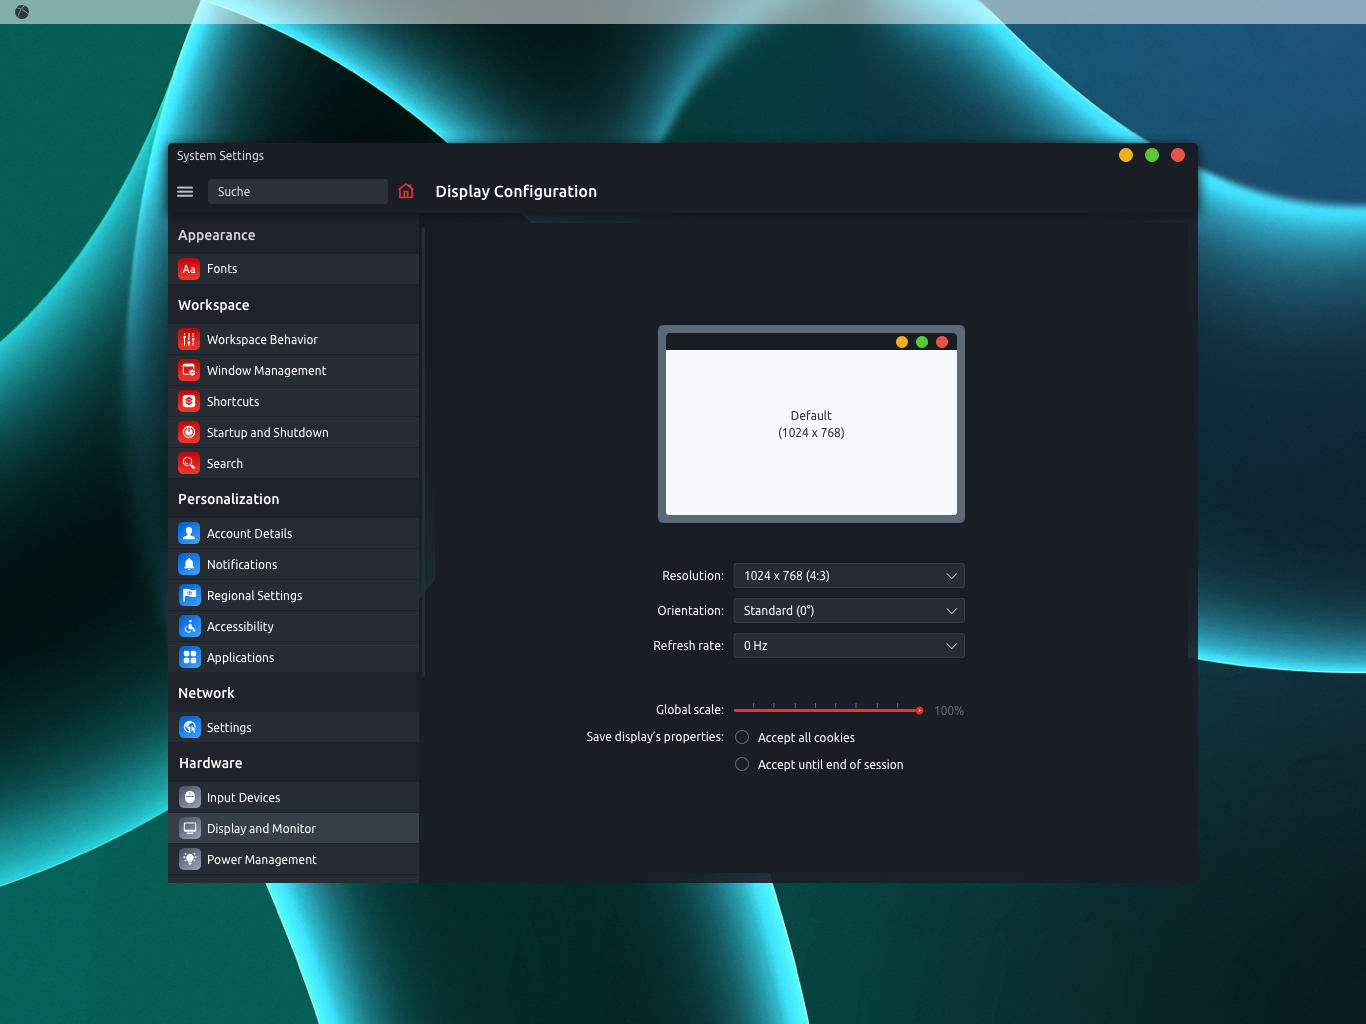 System Settings
Suche
Display Configuration
Appearance
Aa Fonts
Workspace
Workspace Behavior
Window Management
Shortcuts
Startup and Shutdown
Search
Personalization
Account Details
Notifications
Regional Settings
Accessibility
Applications
Network
Settings
Hardware
Input Devices
Display and Monitor
Power Management
Default
(1024 x 768)
Resolution: 1024 x 768 (4:3)
Orientation: Standard (0°)
Refresh rate: 0 Hz
Global scale: 100%
Save display's properties: Accept all cookies
Accept until end of session